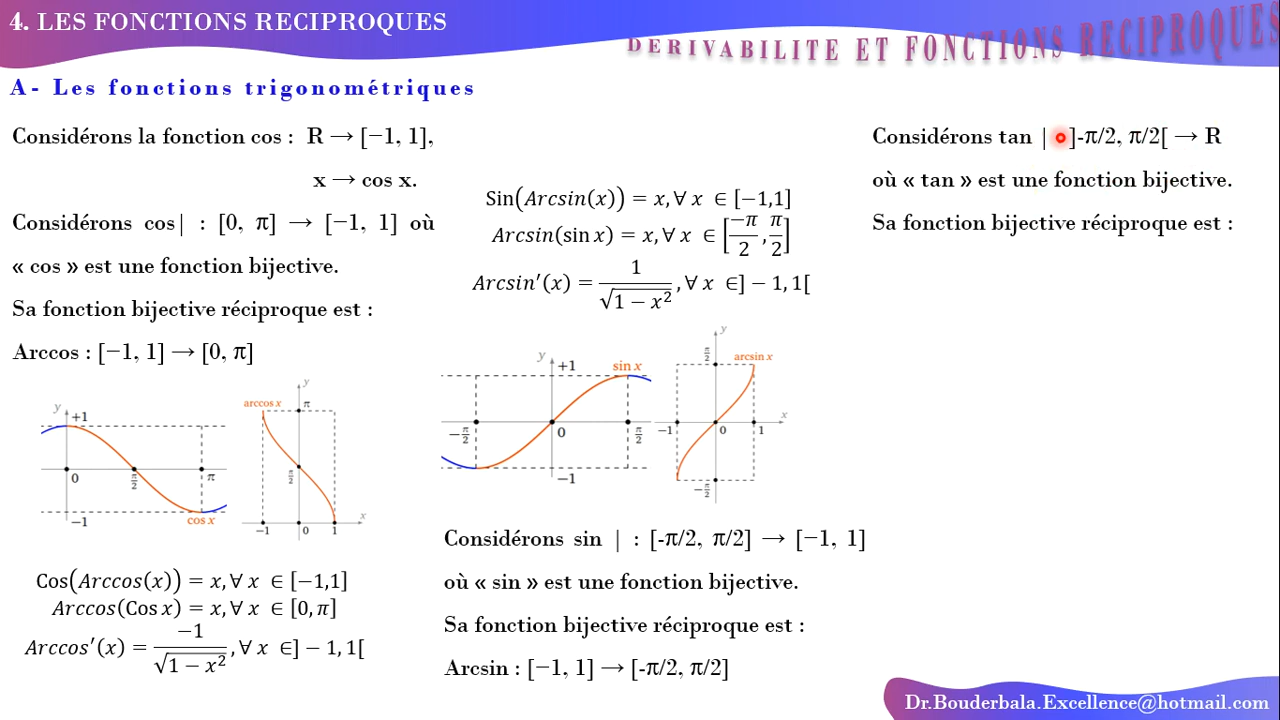 4. LES FONCTIONS RECIPROQUES
DERIVABILITE ET FONCTIONS RECIPROQUES
A- Les fonctions trigonométriques
Considérons la fonction cos : R → [−1, 1],
x → cos x.
Considérons cos| : [0, π] → [−1, 1] où
« cos » est une fonction bijective.
Sa fonction bijective réciproque est :
Arccos : [−1, 1] → [0, π]
y
+1
0
π/2
π
−1
cos x
arccos x
y
π
π/2
−1
0
1
x
Cos(Arccos(x)) = x, ∀ x ∈ [−1,1]
Arccos(Cos x) = x, ∀ x ∈ [0, π]
Arccos′(x) = −1/√(1 − x²), ∀ x ∈] − 1, 1[
Sin(Arcsin(x)) = x, ∀ x ∈ [−1,1]
Arcsin(sin x) = x, ∀ x ∈ [−π/2, π/2]
Arcsin′(x) = 1/√(1 − x²), ∀ x ∈] − 1, 1[
y
+1
sin x
−π/2
0
π/2
−1
y
π/2
arcsin x
−1
0
1
x
−π/2
Considérons sin | : [-π/2, π/2] → [−1, 1]
où « sin » est une fonction bijective.
Sa fonction bijective réciproque est :
Arcsin : [−1, 1] → [-π/2, π/2]
Considérons tan | ]-π/2, π/2[ → R
où « tan » est une fonction bijective.
Sa fonction bijective réciproque est :
Dr.Bouderbala.Excellence@hotmail.com